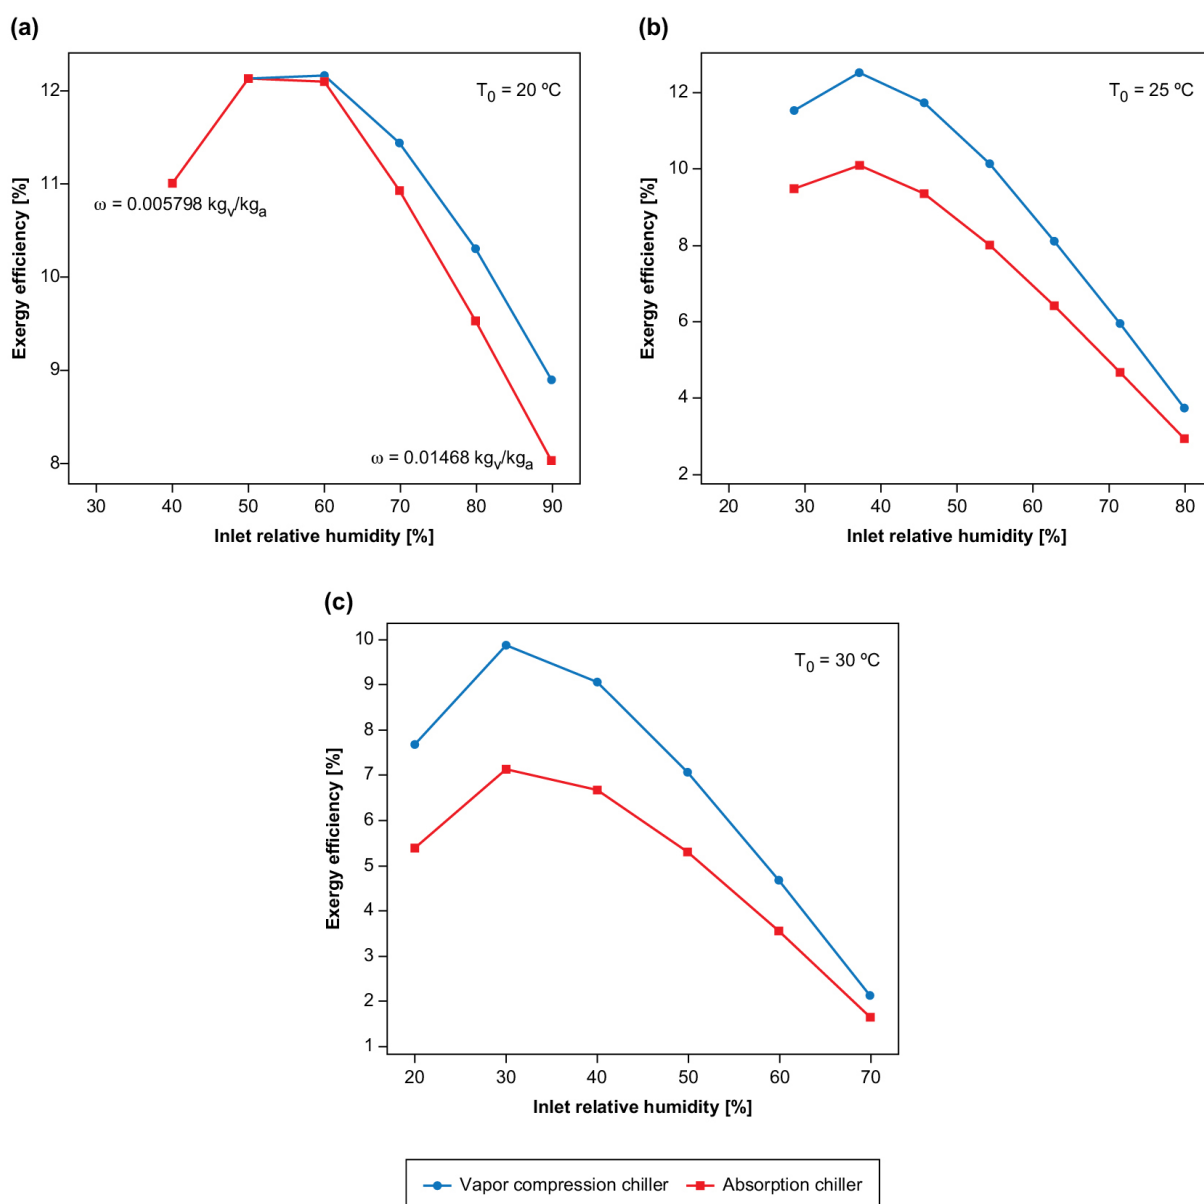 (a)
T0 = 20 ºC
12
11
10
9
8
ω = 0.005798 kgv/kga
ω = 0.01468 kgv/kga
30 40 50 60 70 80 90
Exergy efficiency [%]
Inlet relative humidity [%]
(b)
T0 = 25 ºC
12
10
8
6
4
2
20 30 40 50 60 70 80
Exergy efficiency [%]
Inlet relative humidity [%]
(c)
T0 = 30 ºC
10
9
8
7
6
5
4
3
2
1
20 30 40 50 60 70
Exergy efficiency [%]
Inlet relative humidity [%]
Vapor compression chiller Absorption chiller